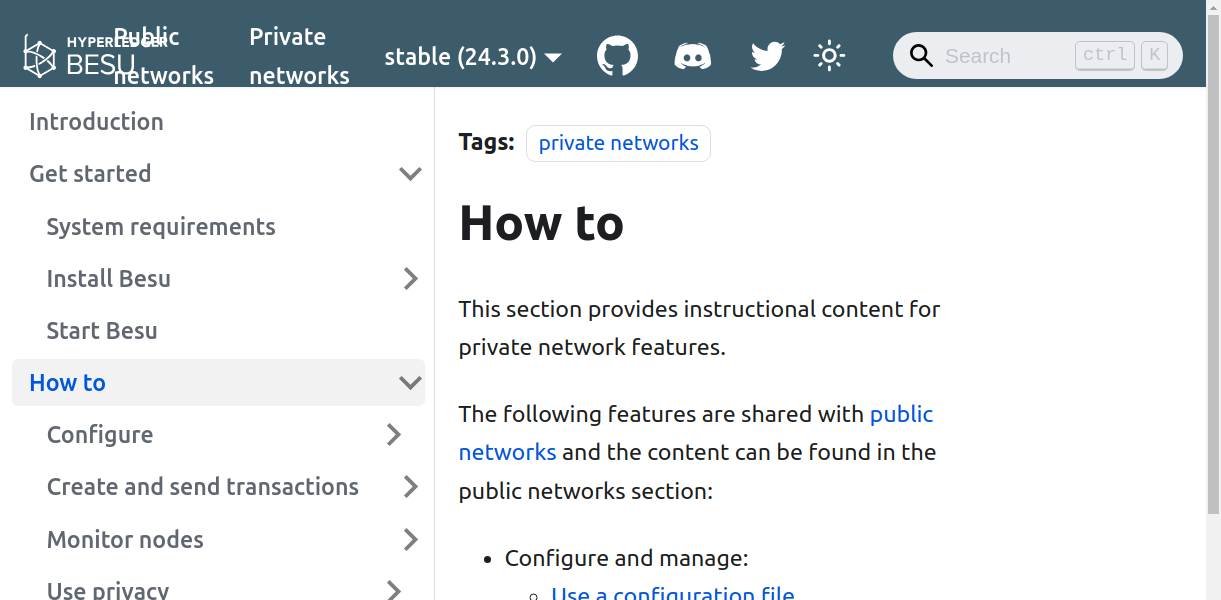 HYPERLEDGER
BESU
Public
networks
Private
networks
stable (24.3.0)
Search
ctrl K
Introduction
Get started
System requirements
Install Besu
Start Besu
How to
Configure
Create and send transactions
Monitor nodes
Use privacy
Tags: private networks
How to
This section provides instructional content for
private network features.
The following features are shared with public
networks and the content can be found in the
public networks section:
Configure and manage:
Use a configuration file